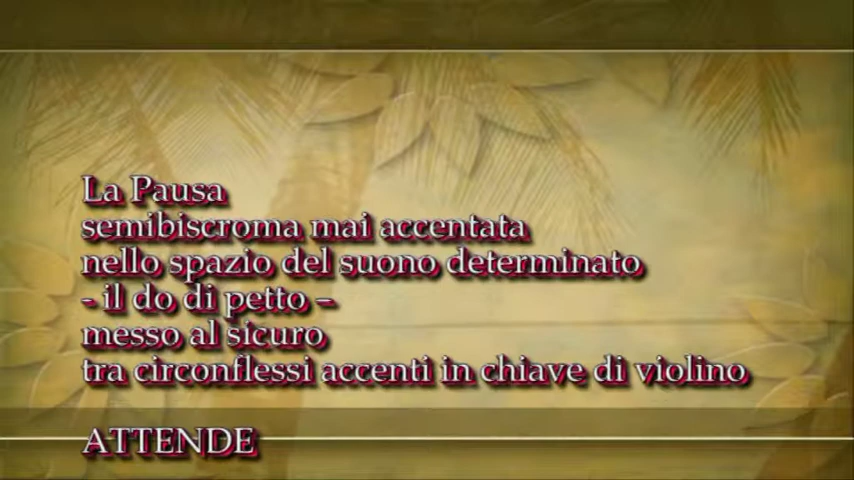 La Pausa
semibiscroma mai accentata
nello spazio del suono determinato
- il do di petto –
messo al sicuro
tra circonflessi accenti in chiave di violino
ATTENDE